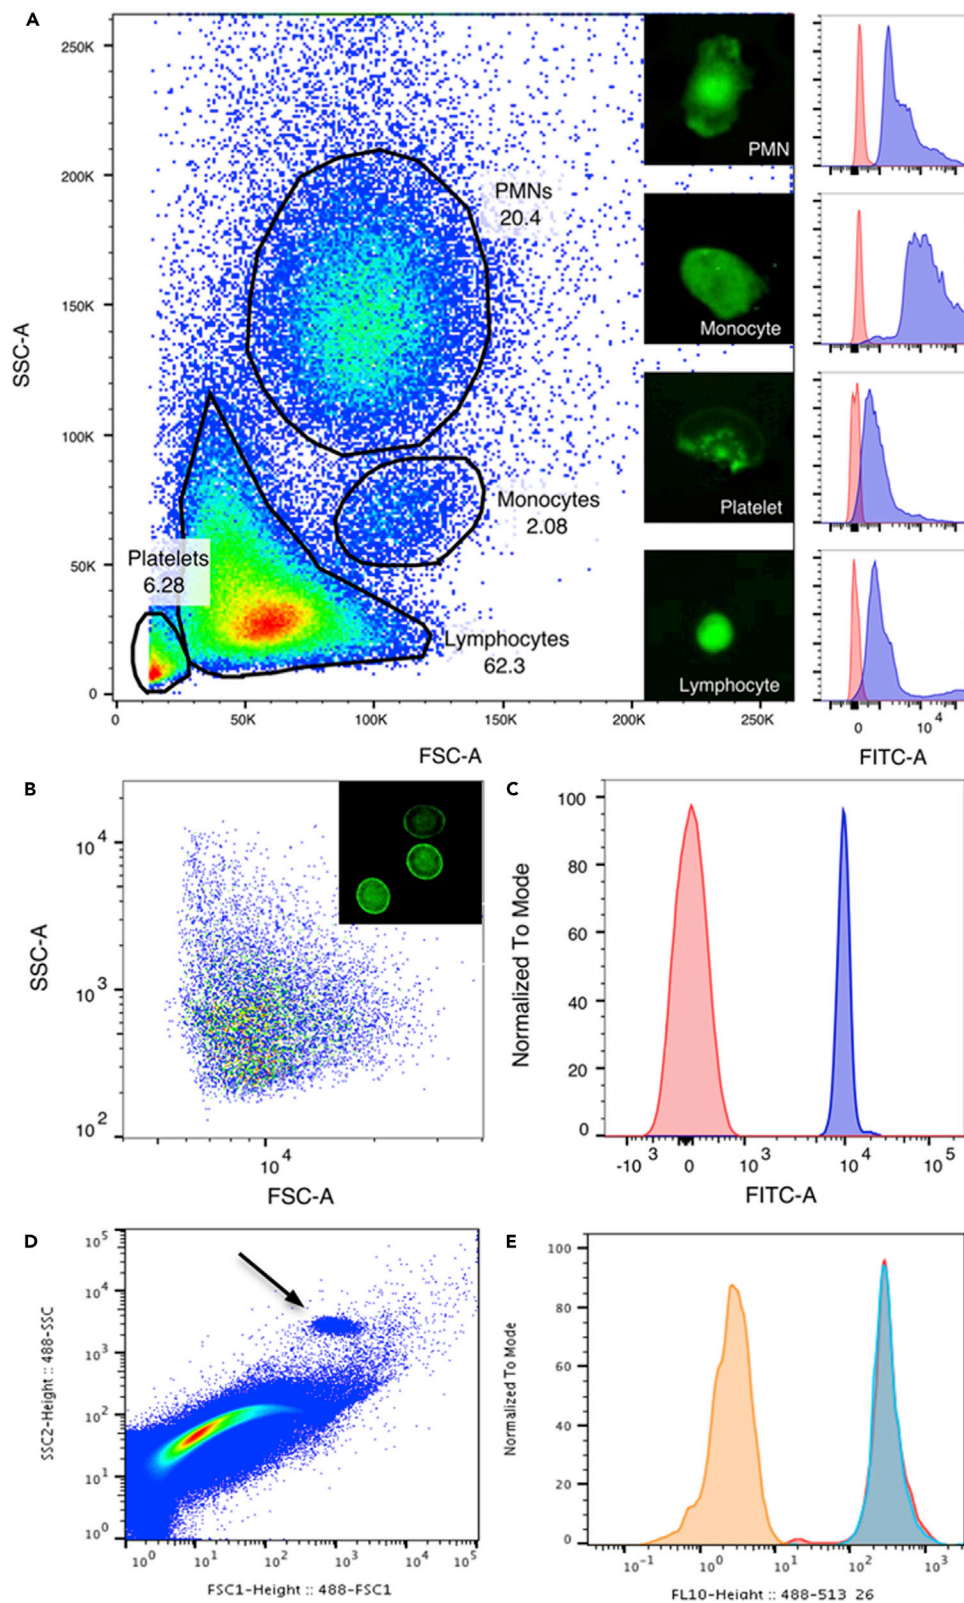 A
250K
200K
150K
100K
50K
0
SSC-A
PMNs
20.4
Monocytes
2.08
Platelets
6.28
Lymphocytes
62.3
PMN
Monocyte
Platelet
Lymphocyte
0 50K 100K 150K 200K 250K
FSC-A
0 10 4
FITC-A
B
10 4
10 3
10 2
SSC-A
10 4
FSC-A
C
100
80
60
40
20
0
Normalized To Mode
-10 3 0 10 3 10 4 10 5
FITC-A
D
10 5
10 4
10 3
10 2
10 1
10 0
SSC2-Height :: 488-SSC
10 0 10 1 10 2 10 3 10 4 10 5
FSC1-Height :: 488-FSC1
E
100
80
60
40
20
0
Normalized To Mode
10 -1 10 0 10 1 10 2 10 3
FL10-Height :: 488-513 26